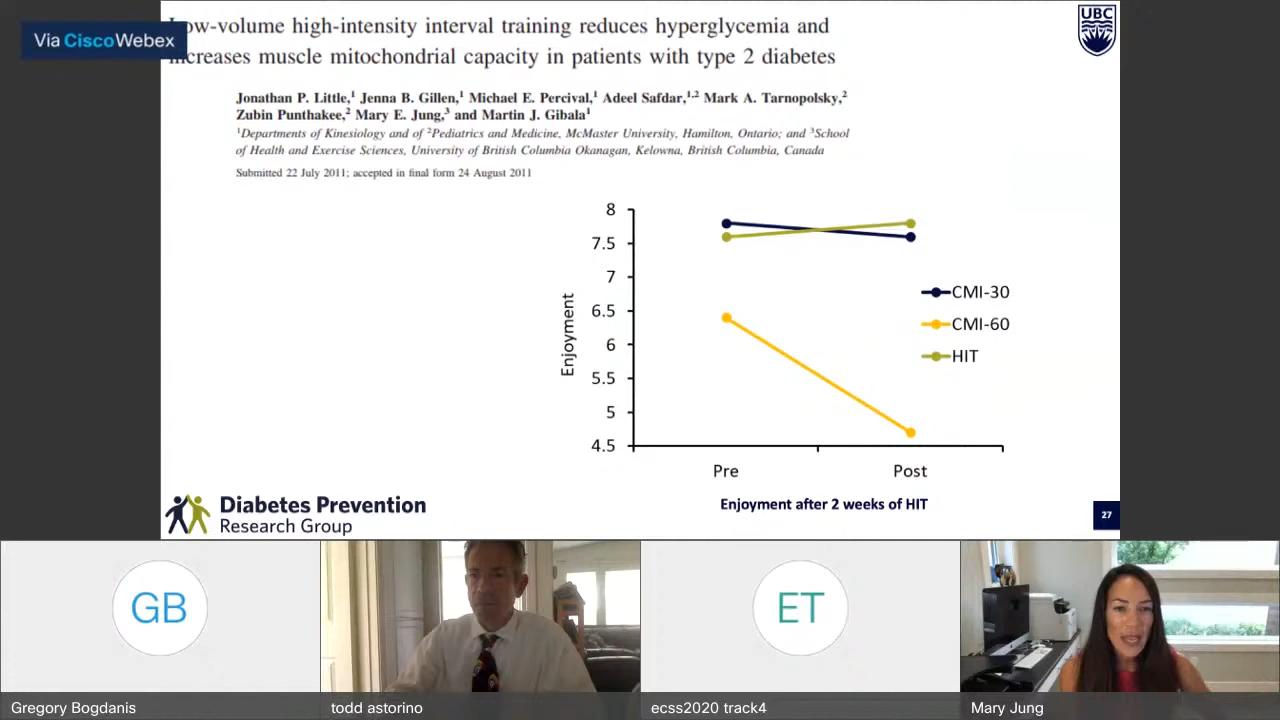 Low-volume high-intensity interval training reduces hyperglycemia and
Via Cisco Webex
increases muscle mitochondrial capacity in patients with type 2 diabetes
UBC
Jonathan P. Little,1 Jenna B. Gillen,1 Michael E. Percival,1 Adeel Safdar,1,2 Mark A. Tarnopolsky,2
Zubin Punthakee,2 Mary E. Jung,3 and Martin J. Gibala1
1Departments of Kinesiology and of 2Pediatrics and Medicine, McMaster University, Hamilton, Ontario; and 3School
of Health and Exercise Sciences, University of British Columbia Okanagan, Kelowna, British Columbia, Canada
Submitted 22 July 2011; accepted in final form 24 August 2011
8
7.5
7
6.5
6
5.5
5
4.5
Enjoyment
CMI-30
CMI-60
HIT
Pre Post
Enjoyment after 2 weeks of HIT
Diabetes Prevention
Research Group
27
GB
ET
Gregory Bogdanis
todd astorino
ecss2020 track4
Mary Jung